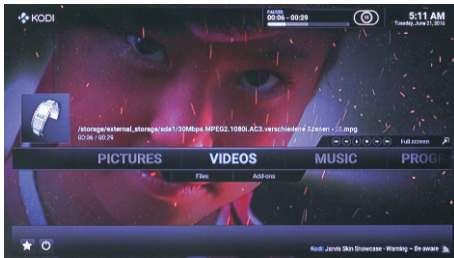 KODI
PAUSED
00:06 - 00:29
5:11 AM
Tuesday, June 21, 2016
/storage/external_storage/sda1/30Mbps.MPEG2.1080i.AC3.verschiedene Szenen -
.mpg
00:06 / 00:29
Full screen
PICTURES
VIDEOS
MUSIC
PROGR
Files
Add-ons
Kodi: Jarvis Skin Showcase - Warning – Be aware